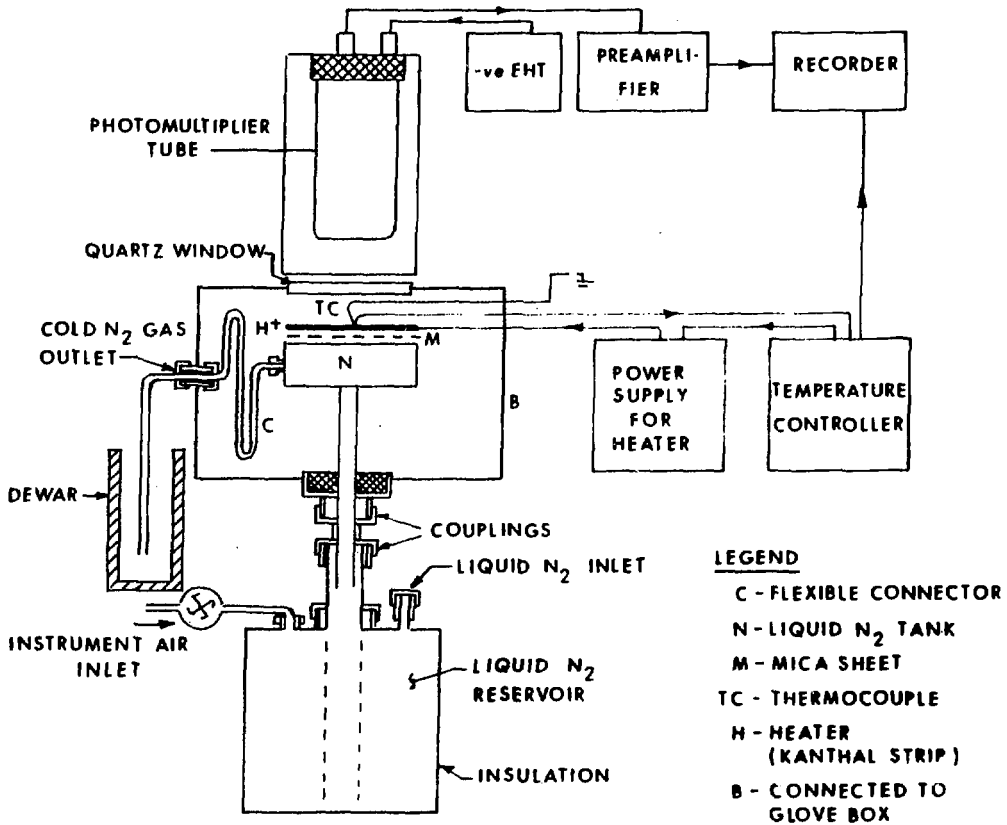 -ve EHT
PREAMPLI-
FIER
RECORDER
PHOTOMULTIPLIER
TUBE
QUARTZ WINDOW
TC
COLD N2 GAS
OUTLET
H+
M
N
B
C
POWER
SUPPLY
FOR
HEATER
TEMPERATURE
CONTROLLER
DEWAR
COUPLINGS
LIQUID N2 INLET
INSTRUMENT AIR
INLET
LIQUID N2
RESERVOIR
INSULATION
LEGEND
C - FLEXIBLE CONNECTOR
N - LIQUID N2 TANK
M - MICA SHEET
TC - THERMOCOUPLE
H - HEATER
(KANTHAL STRIP)
B - CONNECTED TO
GLOVE BOX